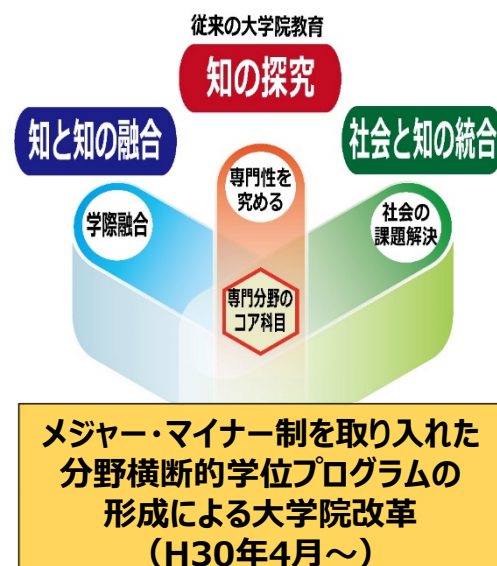 従来の大学院教育
知の探究
知と知の融合
社会と知の統合
専門性を
究める
学際融合
社会の
課題解決
専門分野の
コア科目
メジャー・マイナー制を取り入れた
分野横断的学位プログラムの
形成による大学院改革
（H30年4月～）